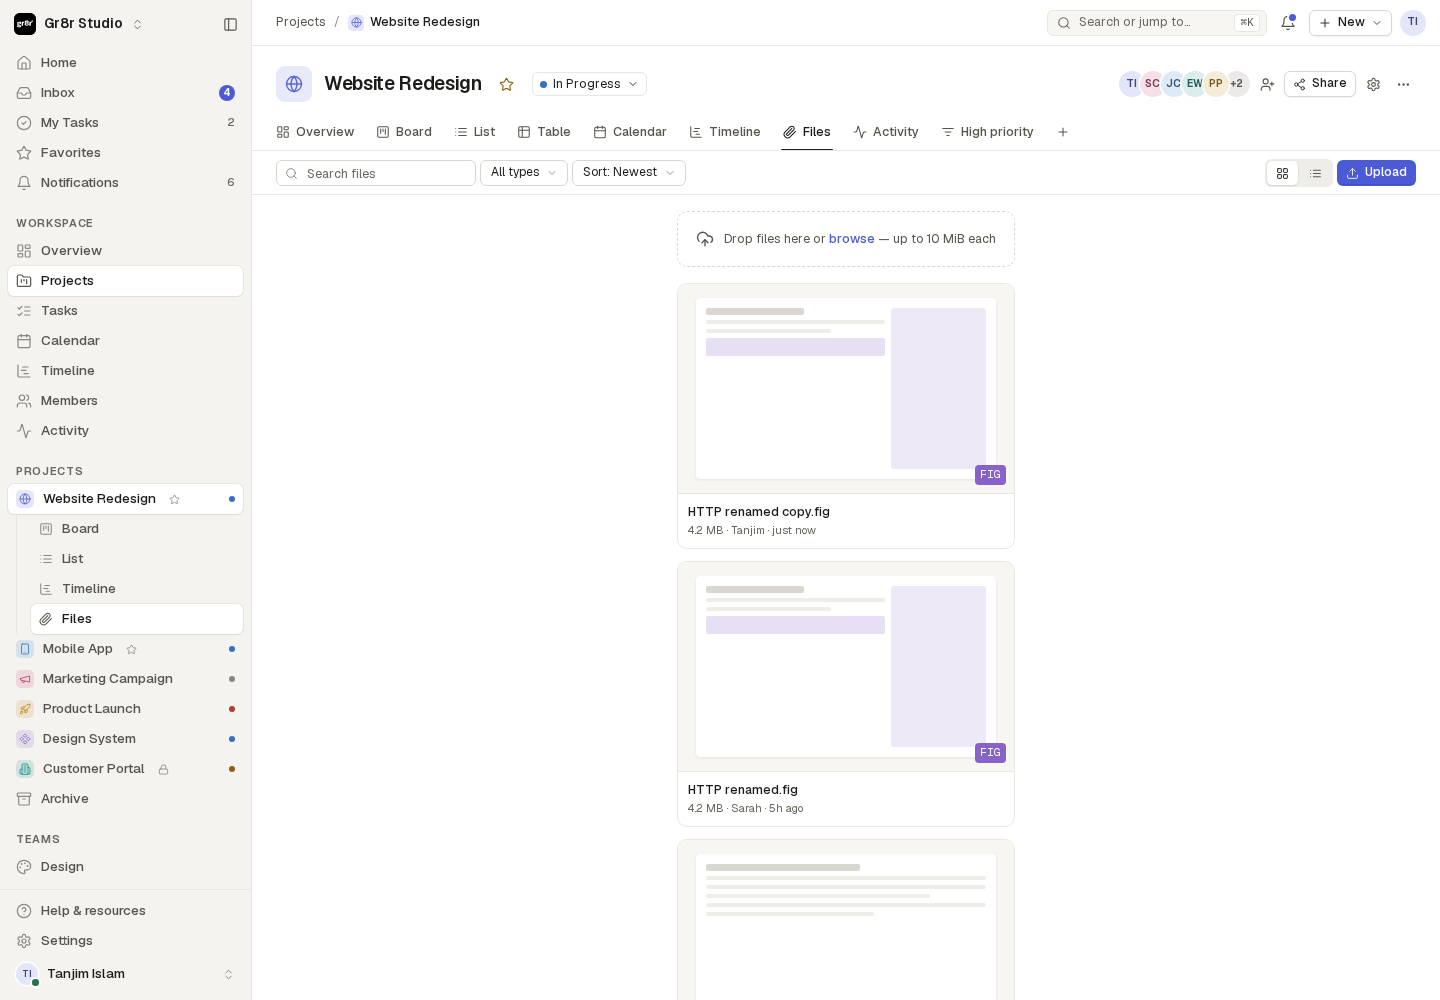 gr8r
Gr8r Studio
Home
Inbox 4
My Tasks 2
Favorites
Notifications 6
WORKSPACE
Overview
Projects
Tasks
Calendar
Timeline
Members
Activity
PROJECTS
Website Redesign
Board
List
Timeline
Files
Mobile App
Marketing Campaign
Product Launch
Design System
Customer Portal
Archive
TEAMS
Design
Help & resources
Settings
TI Tanjim Islam
Projects / Website Redesign
Search or jump to... ⌘K
New
TI
Website Redesign
In Progress
TI SC JC EW PP +2
Share
Overview Board List Table Calendar Timeline Files Activity High priority
Search files
All types
Sort: Newest
Upload
Drop files here or browse — up to 10 MiB each
FIG
HTTP renamed copy.fig
4.2 MB · Tanjim · just now
FIG
HTTP renamed.fig
4.2 MB · Sarah · 5h ago